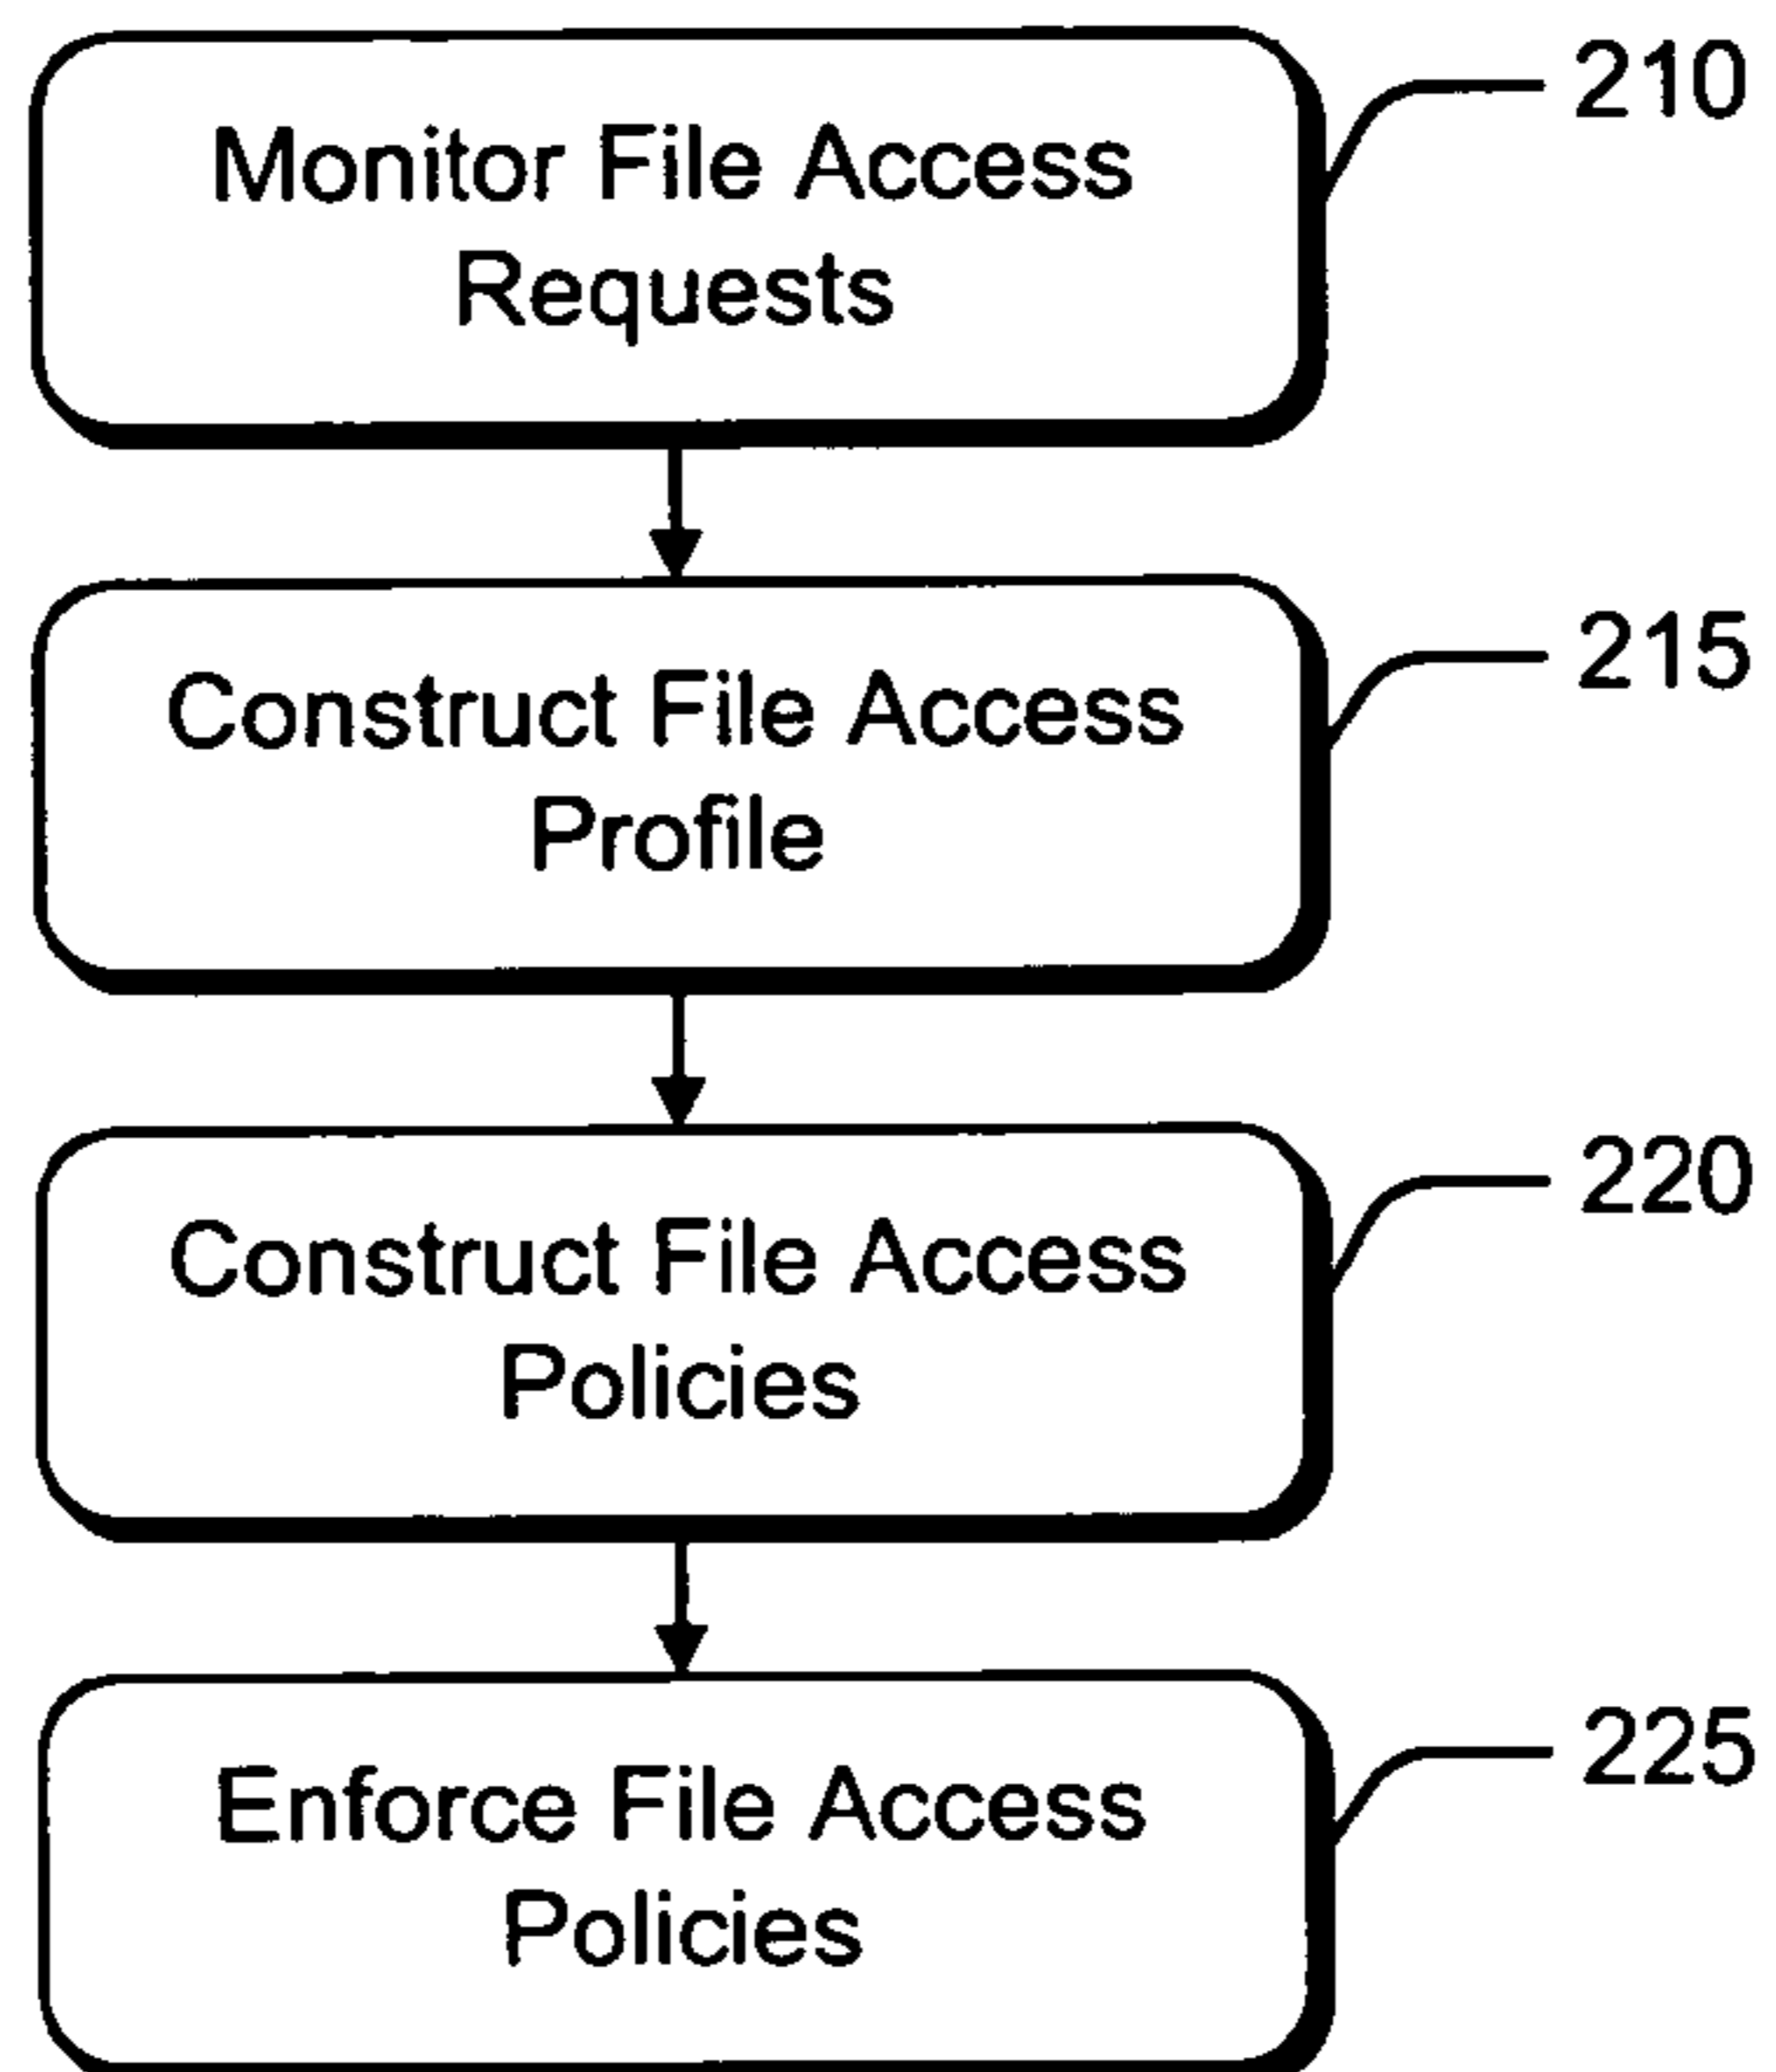 Monitor File Access
Requests
210
Construct File Access
Profile
215
Construct File Access
Policies
220
Enforce File Access
Policies
225